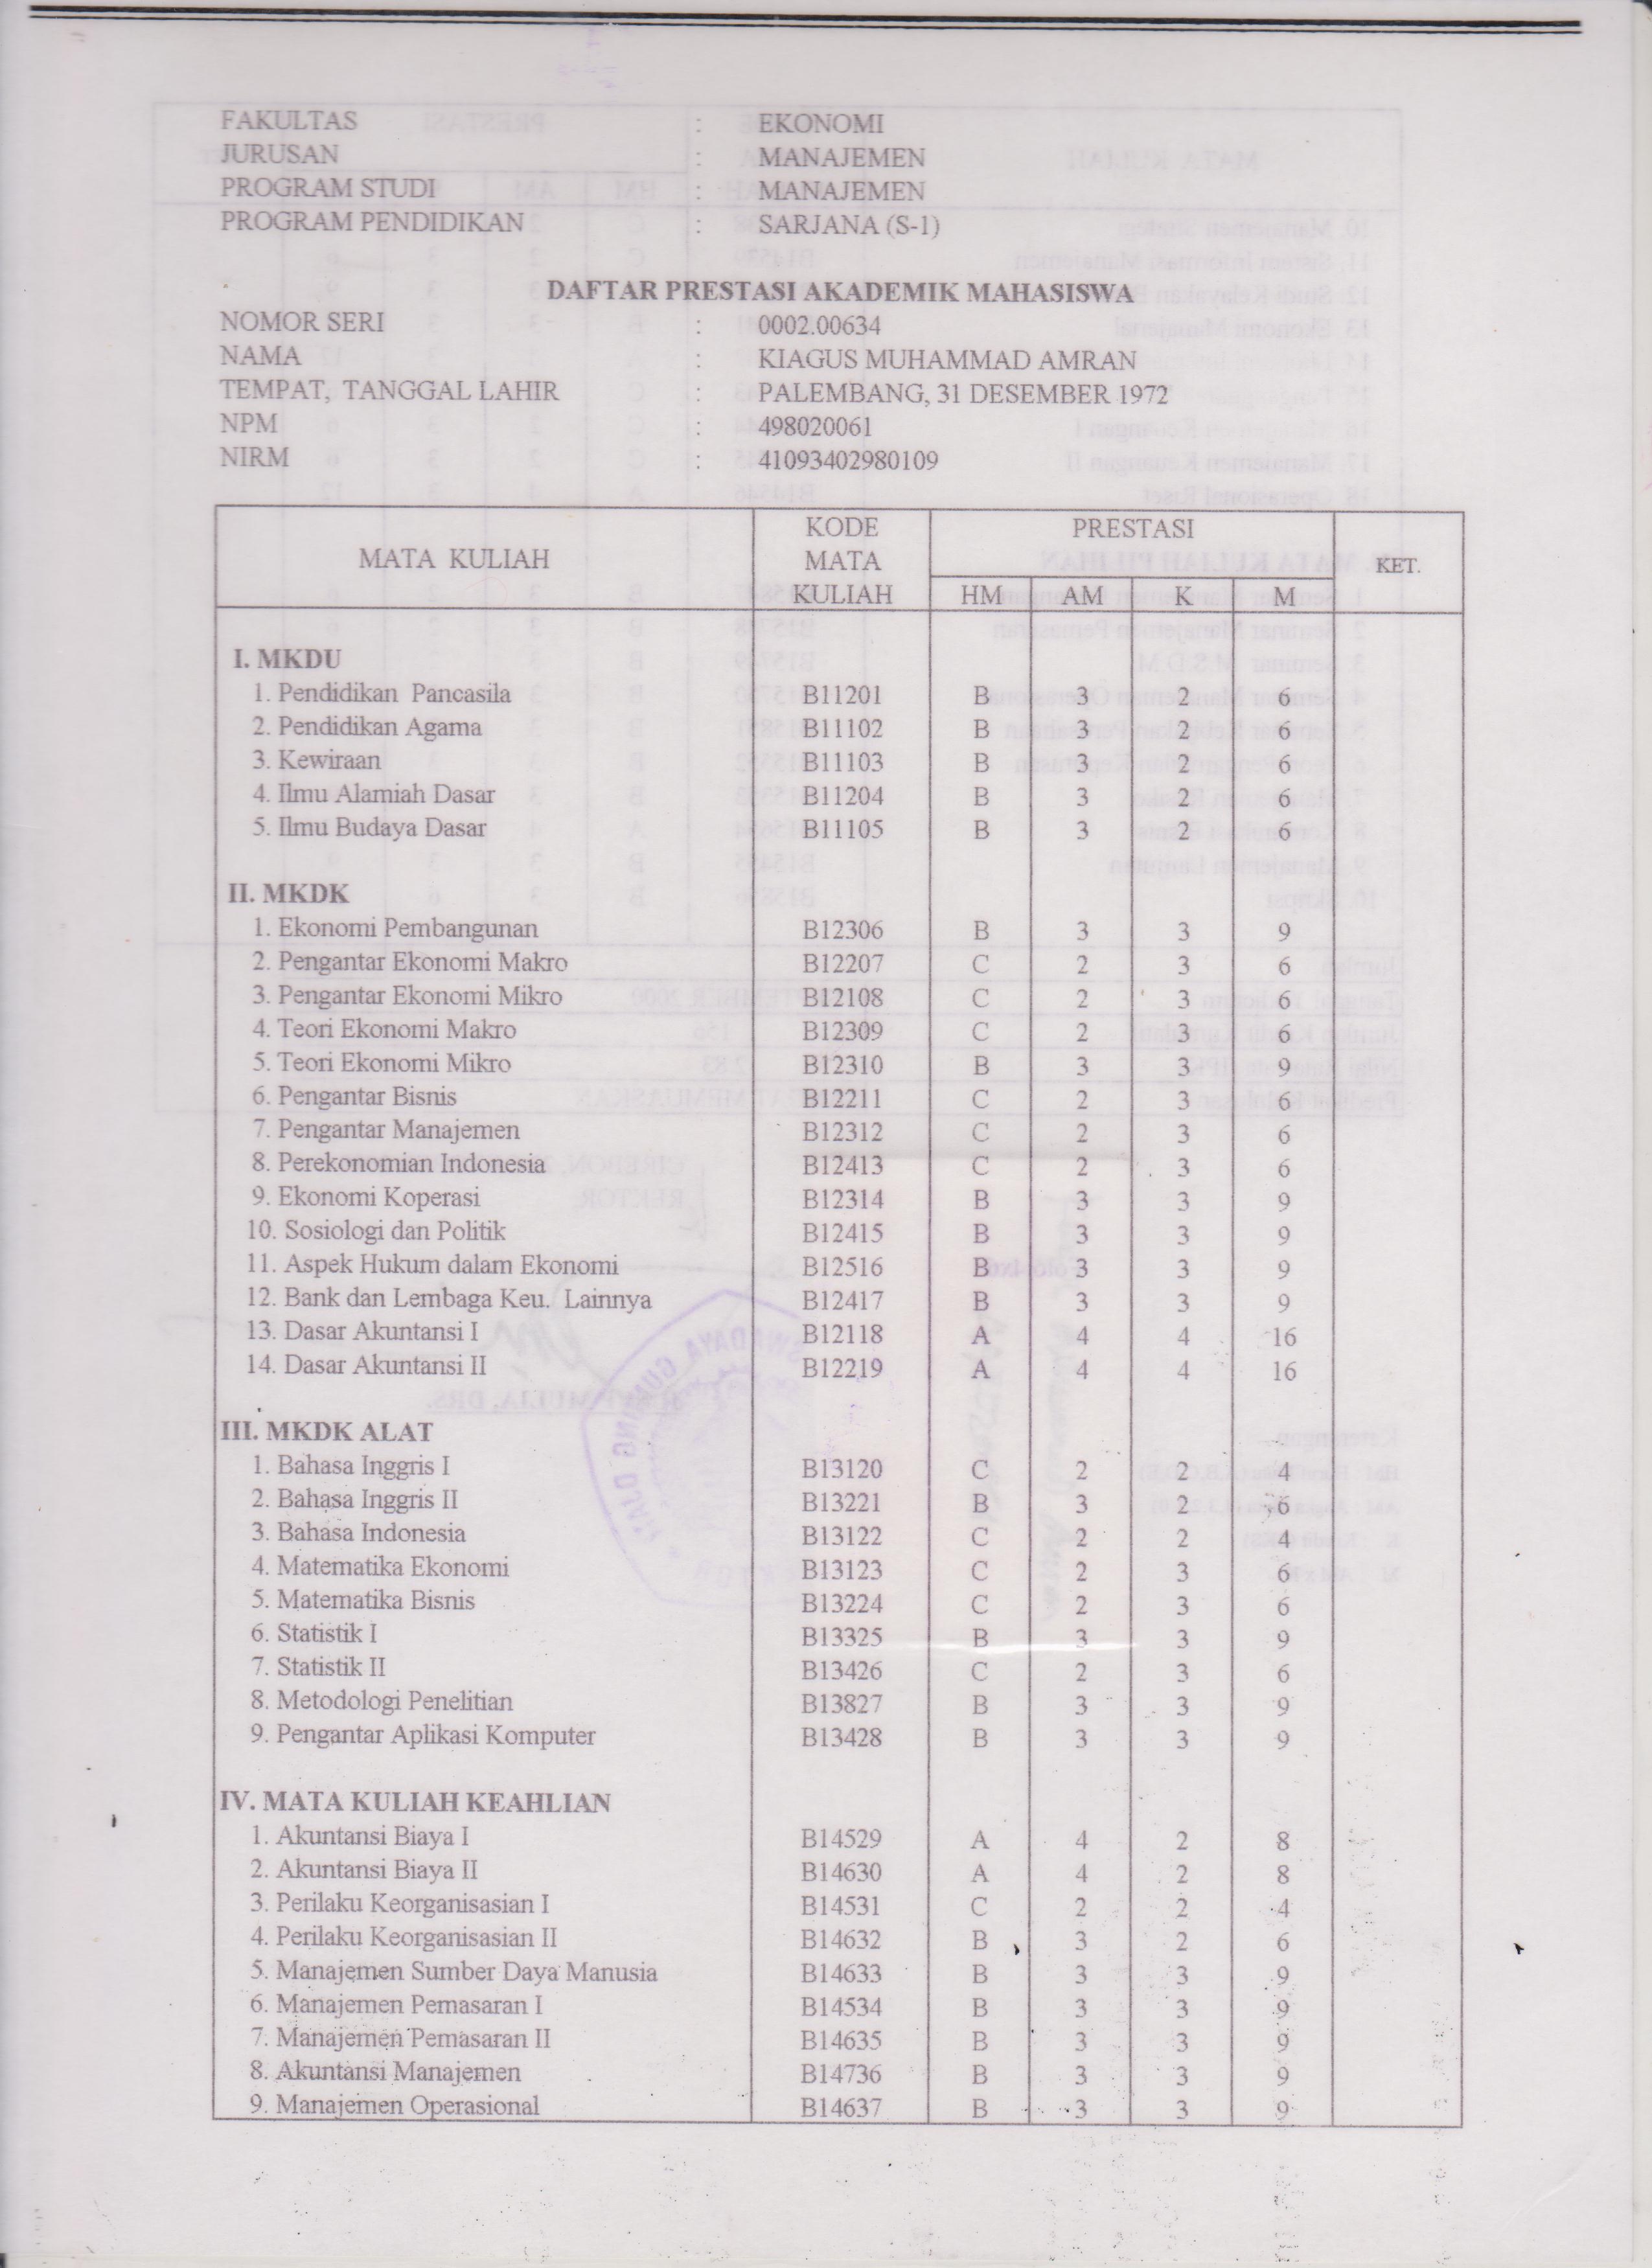 FAKULTAS : EKONOMI
JURUSAN : MANAJEMEN
PROGRAM STUDI : MANAJEMEN
PROGRAM PENDIDIKAN : SARJANA (S-1)
DAFTAR PRESTASI AKADEMIK MAHASISWA
NOMOR SERI : 0002.00634
NAMA : KIAGUS MUHAMMAD AMRAN
TEMPAT, TANGGAL LAHIR : PALEMBANG, 31 DESEMBER 1972
NPM : 498020061
NIRM : 41093402980109
MATA KULIAH KODE MATA KULIAH PRESTASI KET.
HM AM K M
I. MKDU
1. Pendidikan Pancasila B11201 B 3 2 6
2. Pendidikan Agama B11102 B 3 2 6
3. Kewiraan B11103 B 3 2 6
4. Ilmu Alamiah Dasar B11204 B 3 2 6
5. Ilmu Budaya Dasar B11105 B 3 2 6
II. MKDK
1. Ekonomi Pembangunan B12306 B 3 3 9
2. Pengantar Ekonomi Makro B12207 C 2 3 6
3. Pengantar Ekonomi Mikro B12108 C 2 3 6
4. Teori Ekonomi Makro B12309 C 2 3 6
5. Teori Ekonomi Mikro B12310 B 3 3 9
6. Pengantar Bisnis B12211 C 2 3 6
7. Pengantar Manajemen B12312 C 2 3 6
8. Perekonomian Indonesia B12413 C 2 3 6
9. Ekonomi Koperasi B12314 B 3 3 9
10. Sosiologi dan Politik B12415 B 3 3 9
11. Aspek Hukum dalam Ekonomi B12516 B 3 3 9
12. Bank dan Lembaga Keu. Lainnya B12417 B 3 3 9
13. Dasar Akuntansi I B12118 A 4 4 16
14. Dasar Akuntansi II B12219 A 4 4 16
III. MKDK ALAT
1. Bahasa Inggris I B13120 C 2 2 4
2. Bahasa Inggris II B13221 B 3 2 6
3. Bahasa Indonesia B13122 C 2 2 4
4. Matematika Ekonomi B13123 C 2 3 6
5. Matematika Bisnis B13224 C 2 3 6
6. Statistik I B13325 B 3 3 9
7. Statistik II B13426 C 2 3 6
8. Metodologi Penelitian B13827 B 3 3 9
9. Pengantar Aplikasi Komputer B13428 B 3 3 9
IV. MATA KULIAH KEAHLIAN
1. Akuntansi Biaya I B14529 A 4 2 8
2. Akuntansi Biaya II B14630 A 4 2 8
3. Perilaku Keorganisasian I B14531 C 2 2 4
4. Perilaku Keorganisasian II B14632 B 3 2 6
5. Manajemen Sumber Daya Manusia B14633 B 3 3 9
6. Manajemen Pemasaran I B14534 B 3 3 9
7. Manajemen Pemasaran II B14635 B 3 3 9
8. Akuntansi Manajemen B14736 B 3 3 9
9. Manajemen Operasional B14637 B 3 3 9